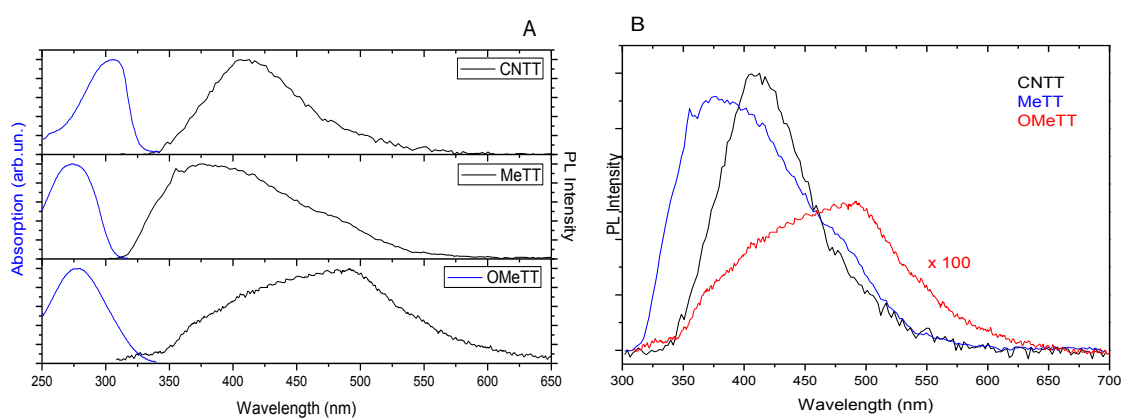 A
CNTT
MeTT
OMeTT
Absorption (arb.un.)
PL Intensity
250 300 350 400 450 500 550 600 650
Wavelength (nm)
B
CNTT
MeTT
OMeTT
x 100
PL Intensity
300 350 400 450 500 550 600 650 700
Wavelength (nm)